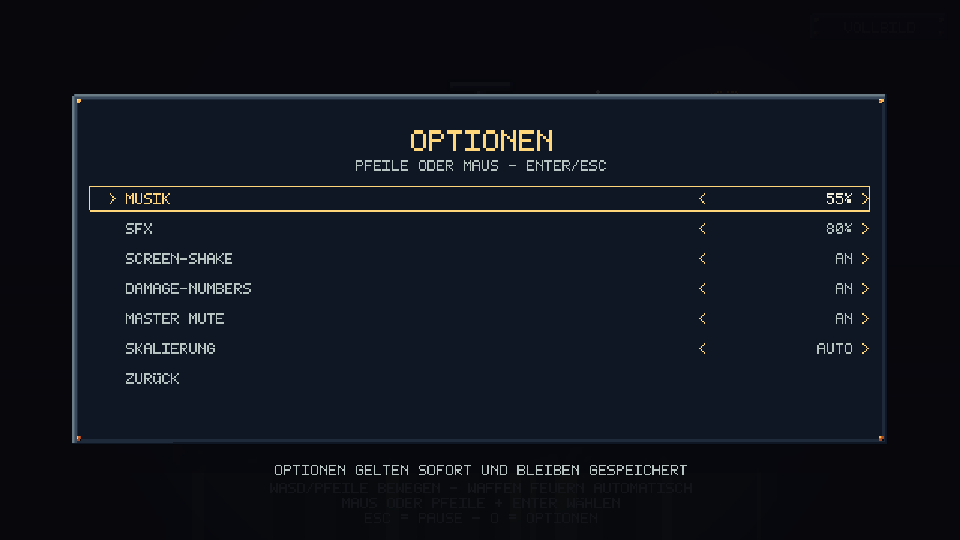 VOLLBILD
OPTIONEN
PFEILE ODER MAUS - ENTER/ESC
> MUSIK < 55% >
SFX < 80% >
SCREEN-SHAKE < AN >
DAMAGE-NUMBERS < AN >
MASTER MUTE < AN >
SKALIERUNG < AUTO >
ZURÜCK
OPTIONEN GELTEN SOFORT UND BLEIBEN GESPEICHERT
WASD/PFEILE BEWEGEN - WAFFEN FEUERN AUTOMATISCH
MAUS ODER PFEILE + ENTER WÄHLEN
ESC = PAUSE - O = OPTIONEN